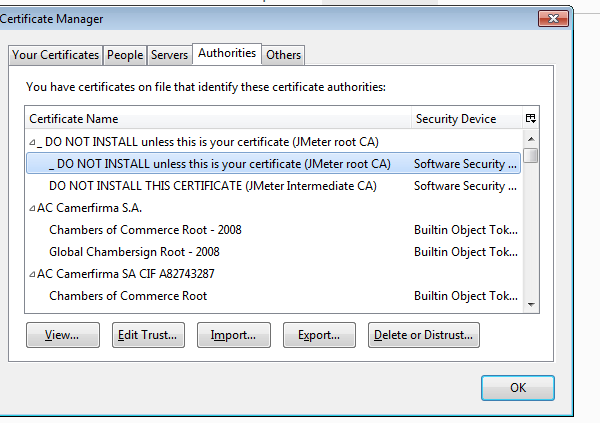 Certificate Manager
Your Certificates People Servers Authorities Others
You have certificates on file that identify these certificate authorities:
Certificate Name Security Device
_ DO NOT INSTALL unless this is your certificate (JMeter root CA)
_ DO NOT INSTALL unless this is your certificate (JMeter root CA) Software Security ...
DO NOT INSTALL THIS CERTIFICATE (JMeter Intermediate CA) Software Security ...
AC Camerfirma S.A.
Chambers of Commerce Root - 2008 Builtin Object Tok...
Global Chambersign Root - 2008 Builtin Object Tok...
AC Camerfirma SA CIF A82743287
Chambers of Commerce Root Builtin Object Tok...
View... Edit Trust... Import... Export... Delete or Distrust...
OK